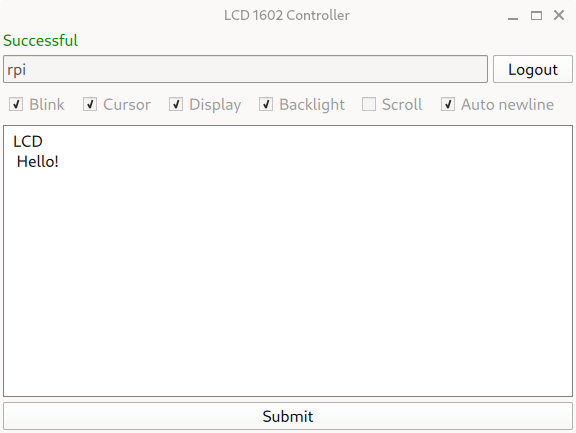 LCD 1602 Controller
Successful
rpi Logout
Blink Cursor Display Backlight Scroll Auto newline
LCD
Hello!
Submit